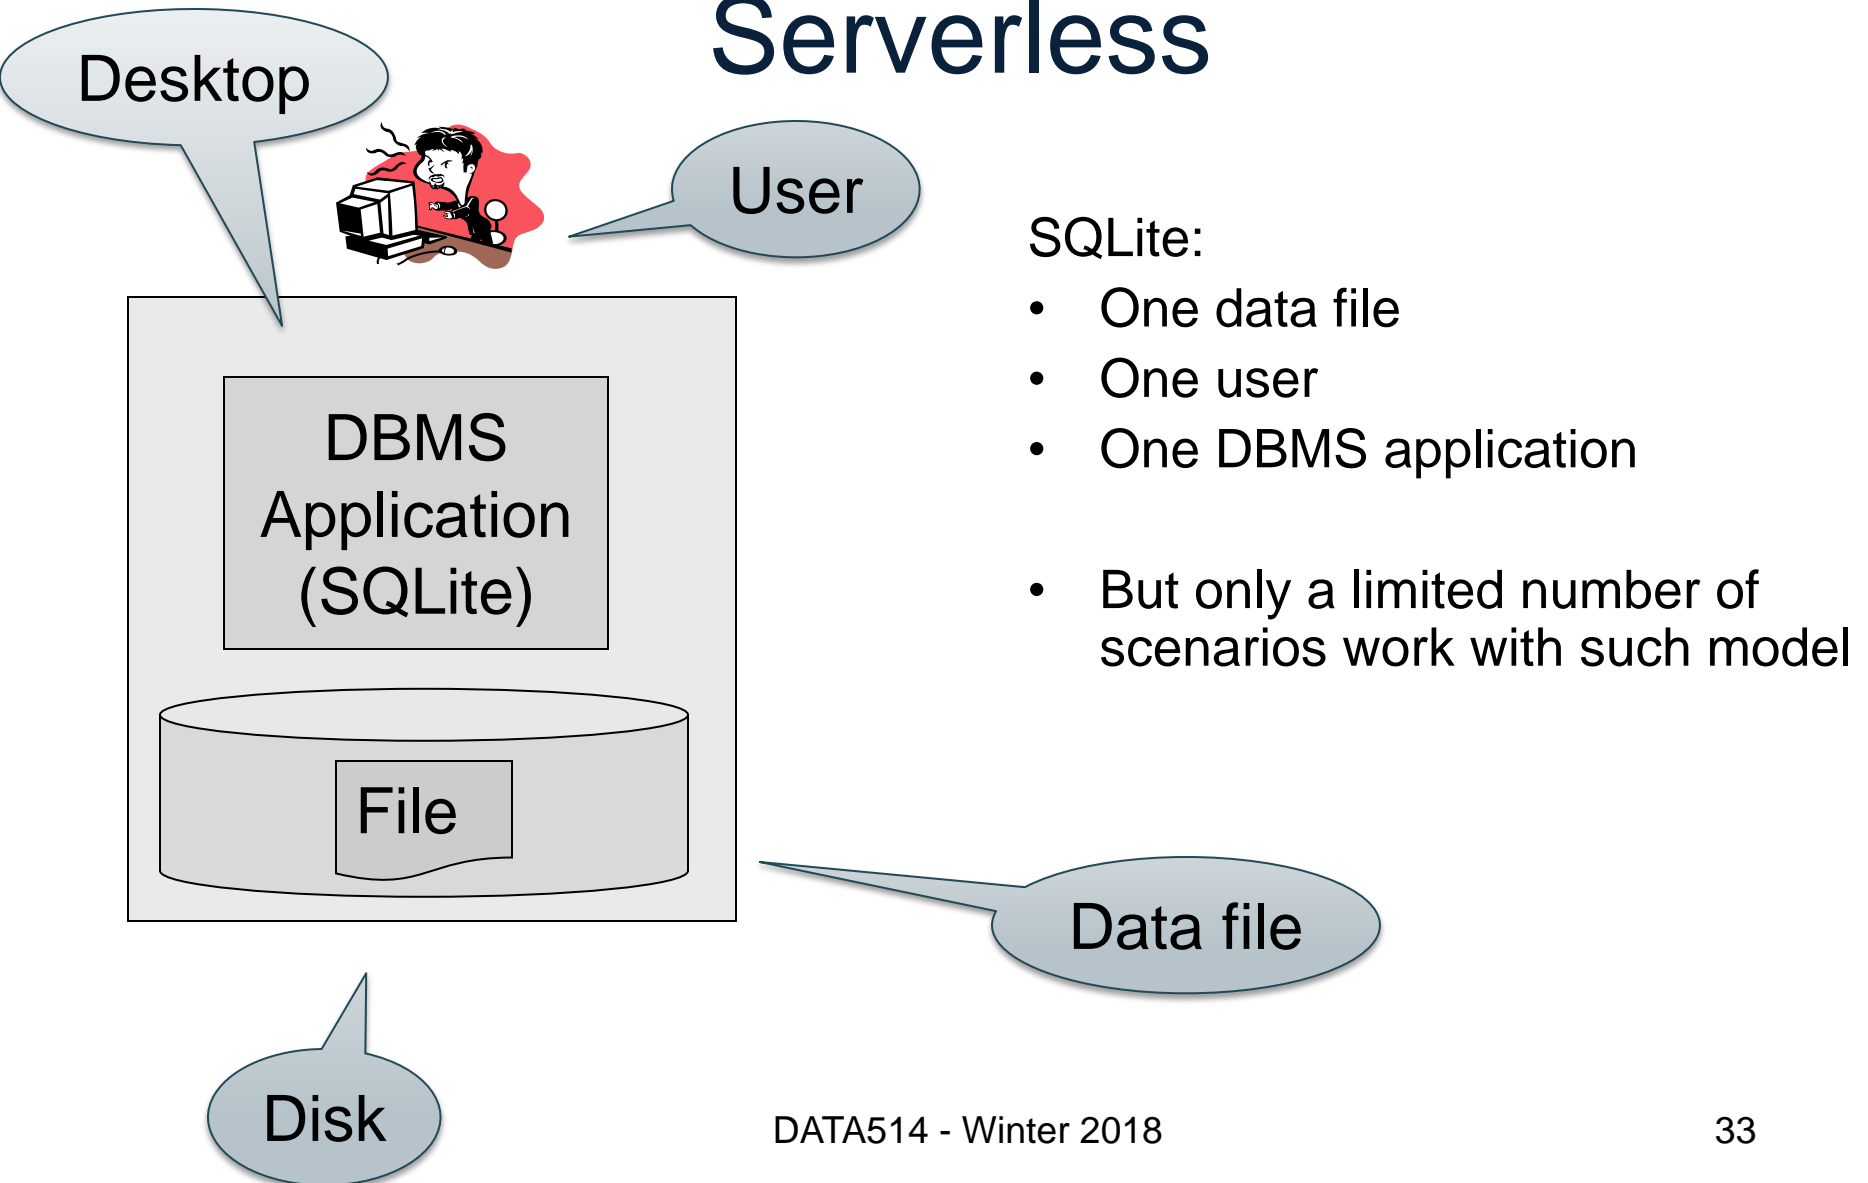 Serverless
Desktop
User
DBMS
Application
(SQLite)
File
Data file
Disk
SQLite:
• One data file
• One user
• One DBMS application
• But only a limited number of
scenarios work with such model
DATA514 - Winter 2018
33